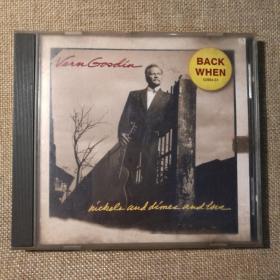 Vern Gosdin
BACK
WHEN
nickels and dimes and love